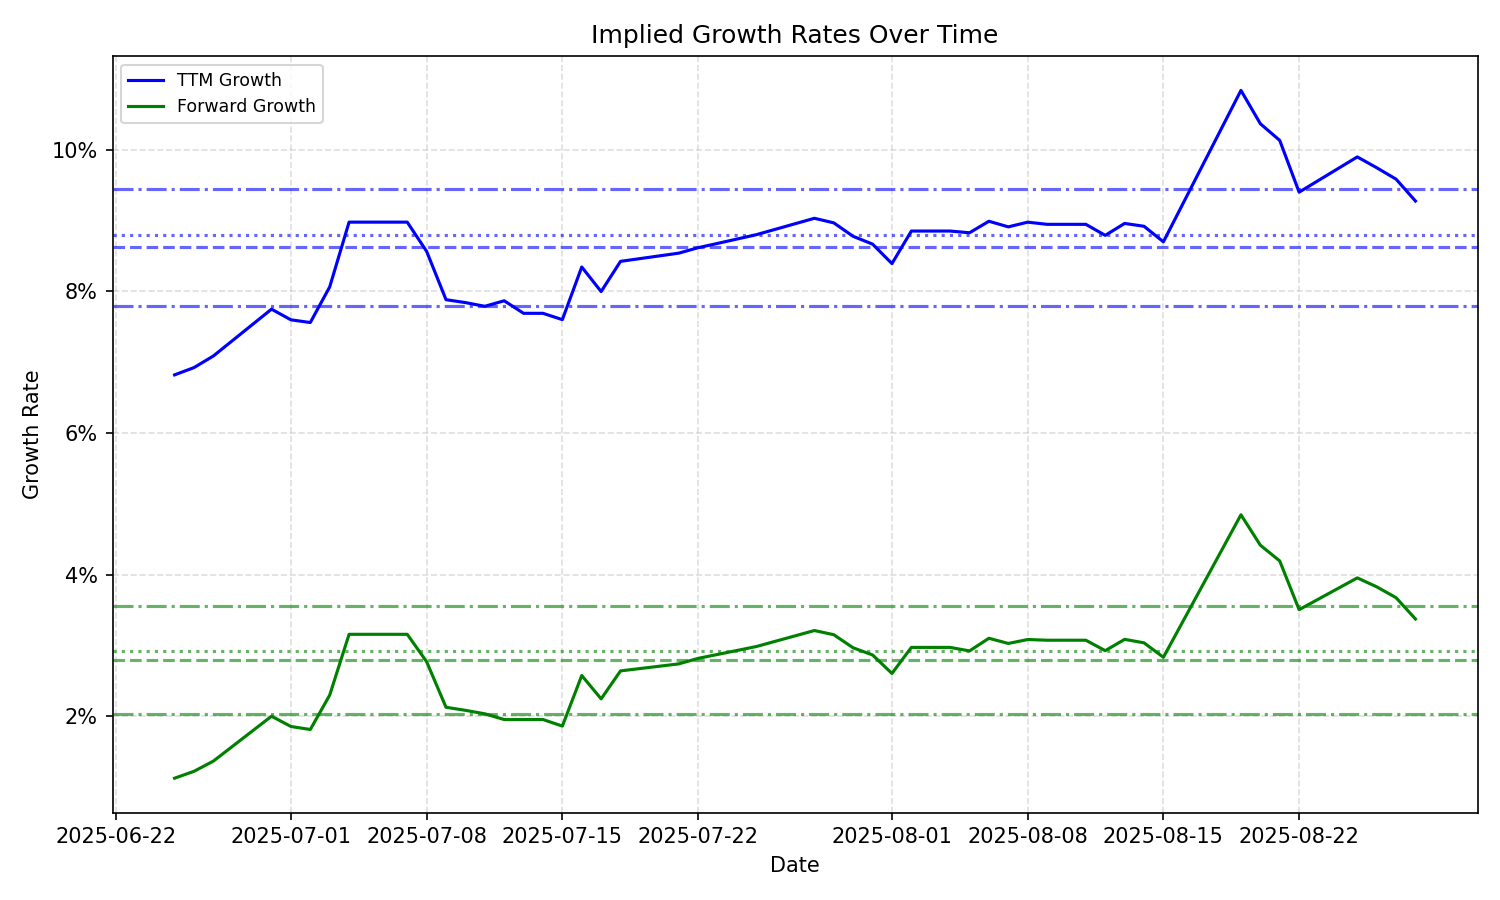 Implied Growth Rates Over Time
TTM Growth
Forward Growth
10%
8%
6%
4%
2%
Growth Rate
2025-06-22
2025-07-01
2025-07-08
2025-07-15
2025-07-22
2025-08-01
2025-08-08
2025-08-15
2025-08-22
Date